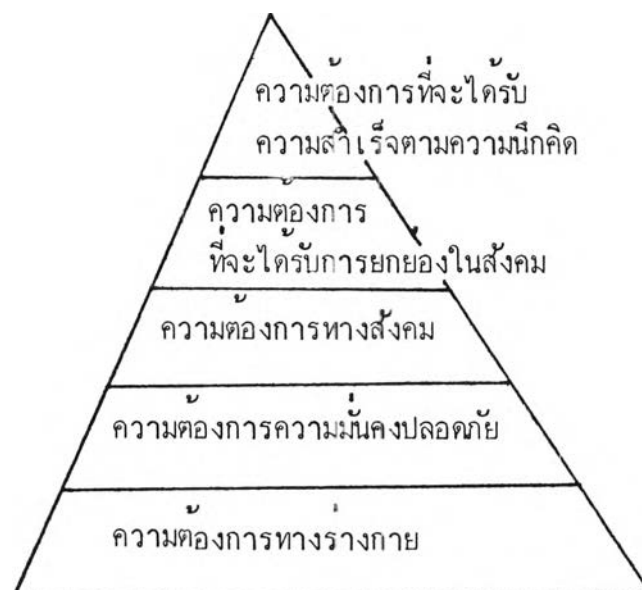 ความต้องการที่จะได้รับ
ความสำเร็จตามความนึกคิด
ความต้องการ
ที่จะได้รับการยกย่องในสังคม
ความต้องการทางสังคม
ความต้องการความมั่นคงปลอดภัย
ความต้องการทางร่างกาย